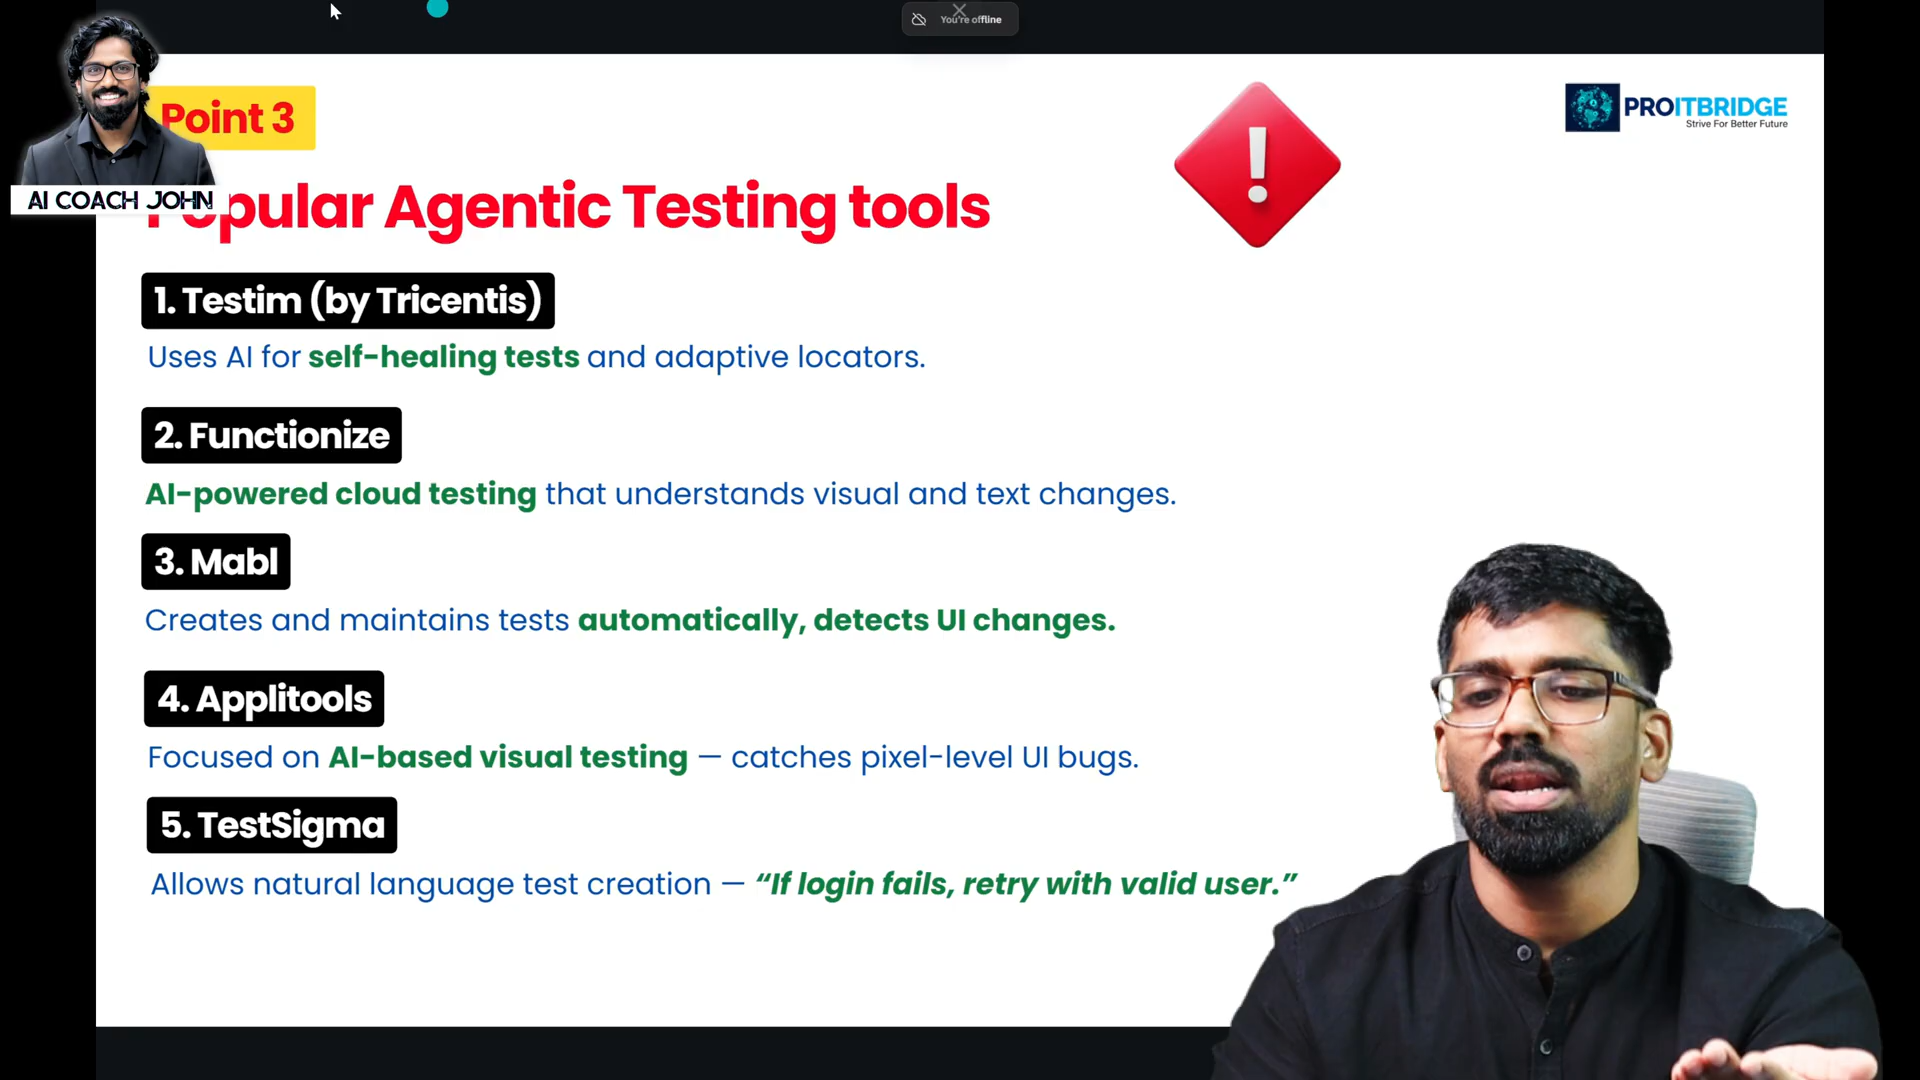 You're offline
Point 3
PROITBRIDGE
Strive For Better Future
AI COACH JOHN
Popular Agentic Testing tools
1. Testim (by Tricentis)
Uses AI for self-healing tests and adaptive locators.
2. Functionize
AI-powered cloud testing that understands visual and text changes.
3. Mabl
Creates and maintains tests automatically, detects UI changes.
4. Applitools
Focused on AI-based visual testing — catches pixel-level UI bugs.
5. TestSigma
Allows natural language test creation — “If login fails, retry with valid user.”